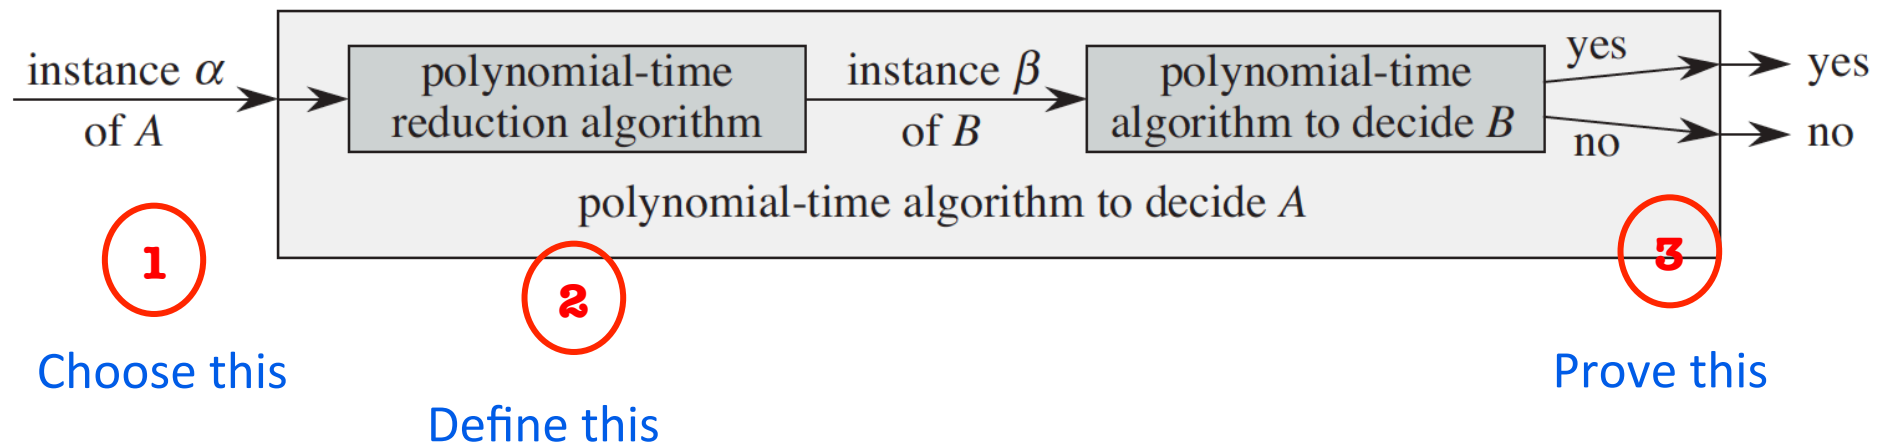 instance α
of A
polynomial-time
reduction algorithm
instance β
of B
polynomial-time
algorithm to decide B
yes
no
yes
no
polynomial-time algorithm to decide A
1
2
3
Choose this
Define this
Prove this